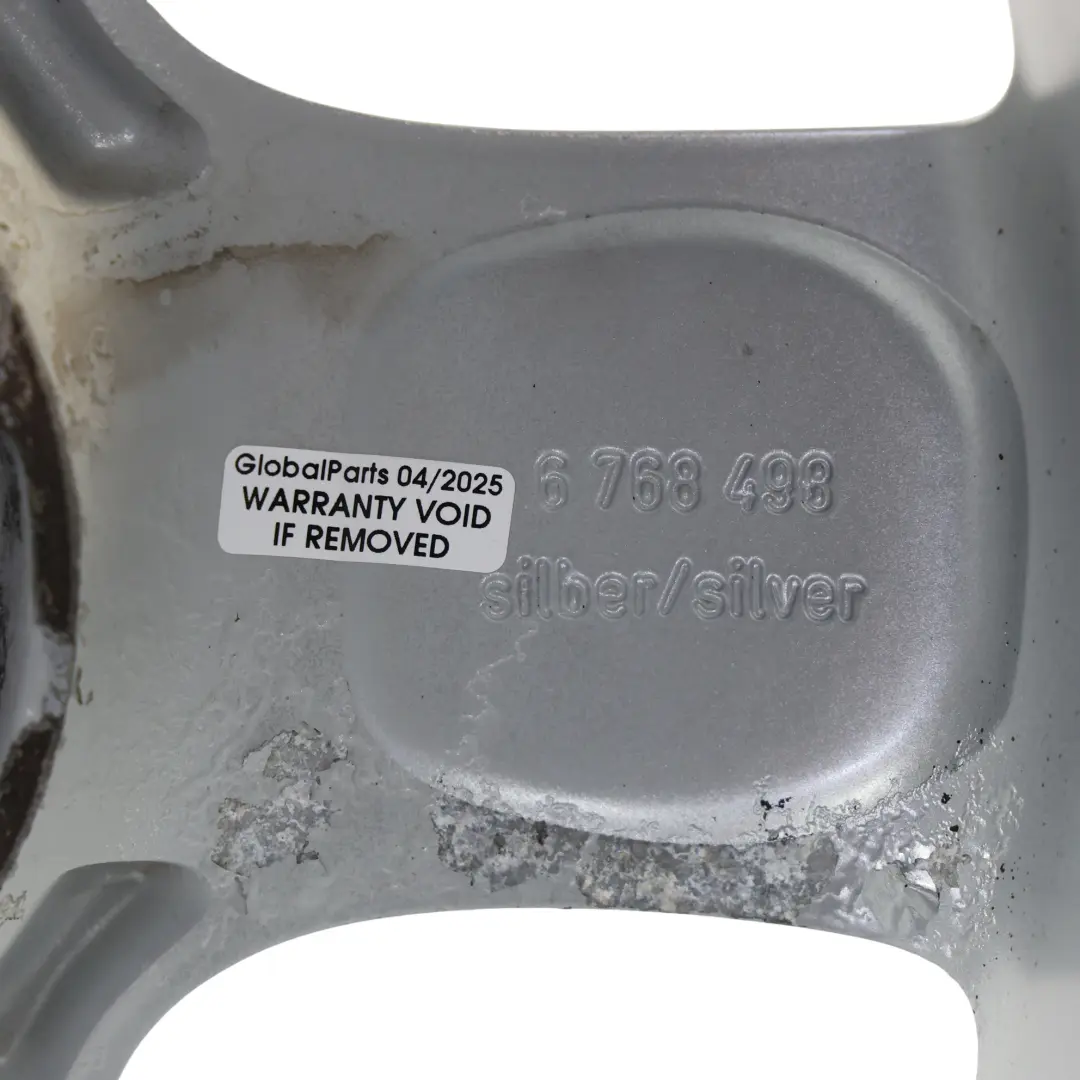 GlobalParts 04/2025
WARRANTY VOID
IF REMOVED
6 768 498
silber/silver